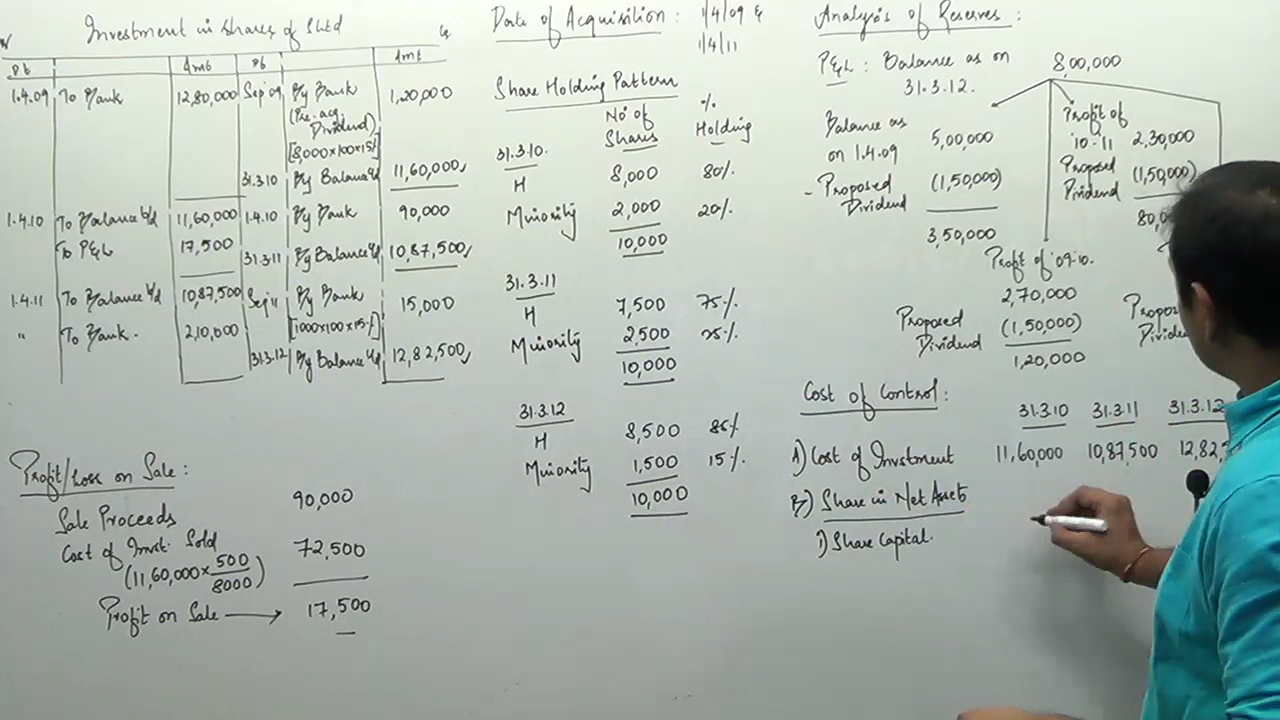 Investment in shares of S Ltd
Dt Amt Dt Amt
1.4.09 To Bank 12,80,000 Sep 09 By Bank 1,20,000
(Pre-acq. Dividend)
[8,000x100x15%]
31.3.10 By Balance c/d 11,60,000
1.4.10 To Balance b/d 11,60,000 1.4.10 By Bank 90,000
To P&L 17,500
31.3.11 By Balance c/d 10,87,500
1.4.11 To Balance b/d 10,87,500 Sep 11 By Bank 15,000
" To Bank. 2,10,000 [1000x100x15%]
31.3.12 By Balance c/d 12,82,500
Profit/Loss on Sale :
Sale Proceeds 90,000
Cost of Invt. Sold 72,500
(11,60,000 x 500/8000)
Profit on Sale → 17,500
Date of Acquisition : 1/4/09 &
1/4/11
Share Holding Pattern
No of Shares % Holding
31.3.10.
H 8,000 80%
Minority 2,000 20%
10,000
31.3.11
H 7,500 75%
Minority 2,500 25%
10,000
31.3.12
H 8,500 85%
Minority 1,500 15%
10,000
Analysis of Reserves :
P&L : Balance as on 31.3.12. 8,00,000
Balance as on 1.4.09 5,00,000
- Proposed Dividend (1,50,000)
3,50,000
Profit of '10-11 2,30,000
Proposed Dividend (1,50,000)
80,0
Profit of '09-10.
2,70,000
Proposed Dividend (1,50,000)
1,20,000
Cost of Control :
31.3.10 31.3.11 31.3.12
A) Cost of Invstment 11,60,000 10,87,500 12,82,5
B) Share in Net Assets
1) Share Capital.